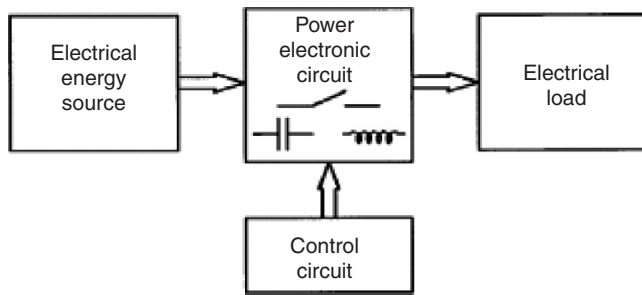 Electrical
energy
source
Power
electronic
circuit
Electrical
load
Control
circuit